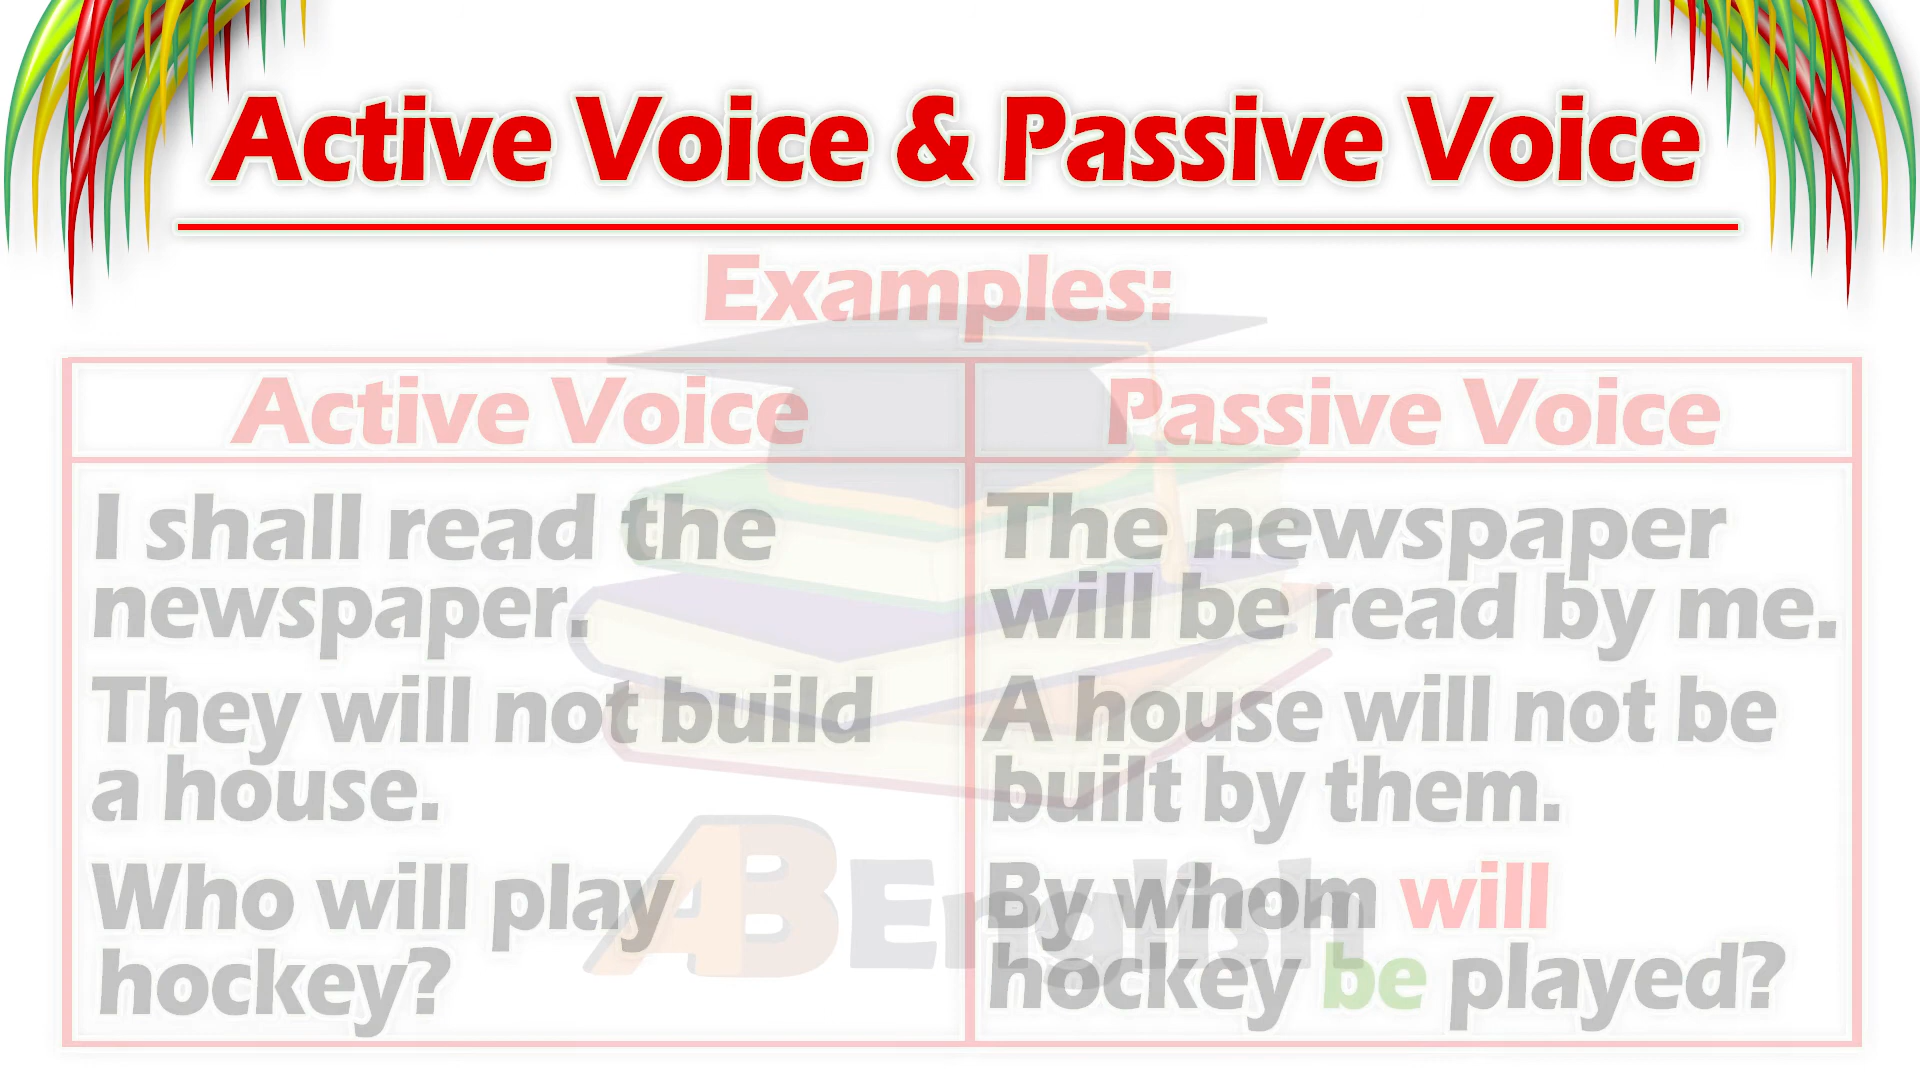 Active Voice & Passive Voice
Examples:
Active Voice
Passive Voice
I shall read the
newspaper.
The newspaper
will be read by me.
They will not build
a house.
A house will not be
built by them.
Who will play
hockey?
By whom will
hockey be played?
AB English